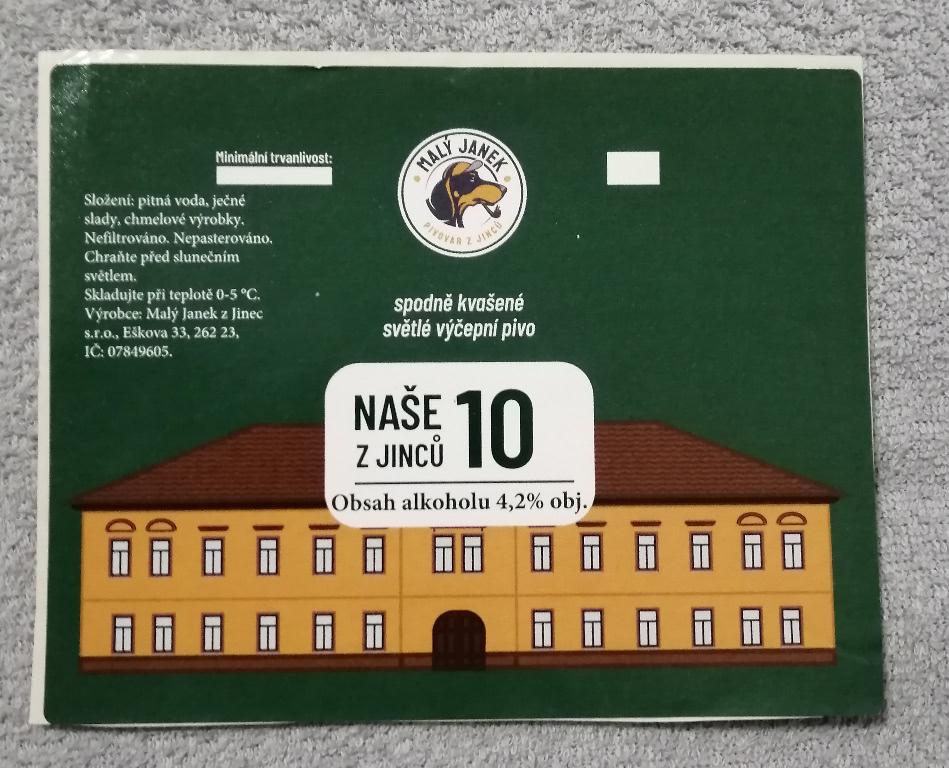 Minimální trvanlivost:
Složení: pitná voda, ječné
slady, chmelové výrobky.
Nefiltrováno. Nepasterováno.
Chraňte před slunečním
světlem.
Skladujte při teplotě 0-5 °C.
Výrobce: Malý Janek z Jinec
s.r.o., Eškova 33, 262 23,
IČ: 07849605.
MALÝ JANEK
PIVOVAR Z JINCŮ
spodně kvašené
světlé výčepní pivo
NAŠE 10
Z JINCŮ
Obsah alkoholu 4,2% obj.